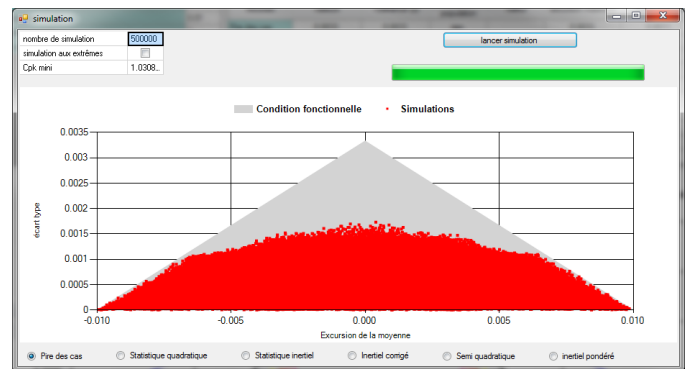 simulation
nombre de simulation 500000
lancer simulation
simulation aux extrêmes
Cpk mini 1.0308...
Condition fonctionnelle Simulations
0.0035
0.003
0.0025
0.002
0.0015
0.001
0.0005
0
écart type
-0.010 -0.005 0.000 0.005 0.010
Excursion de la moyenne
Pire des cas Statistique quadratique Statistique inertiel Inertiel corrigé Semi quadratique inertiel pondéré